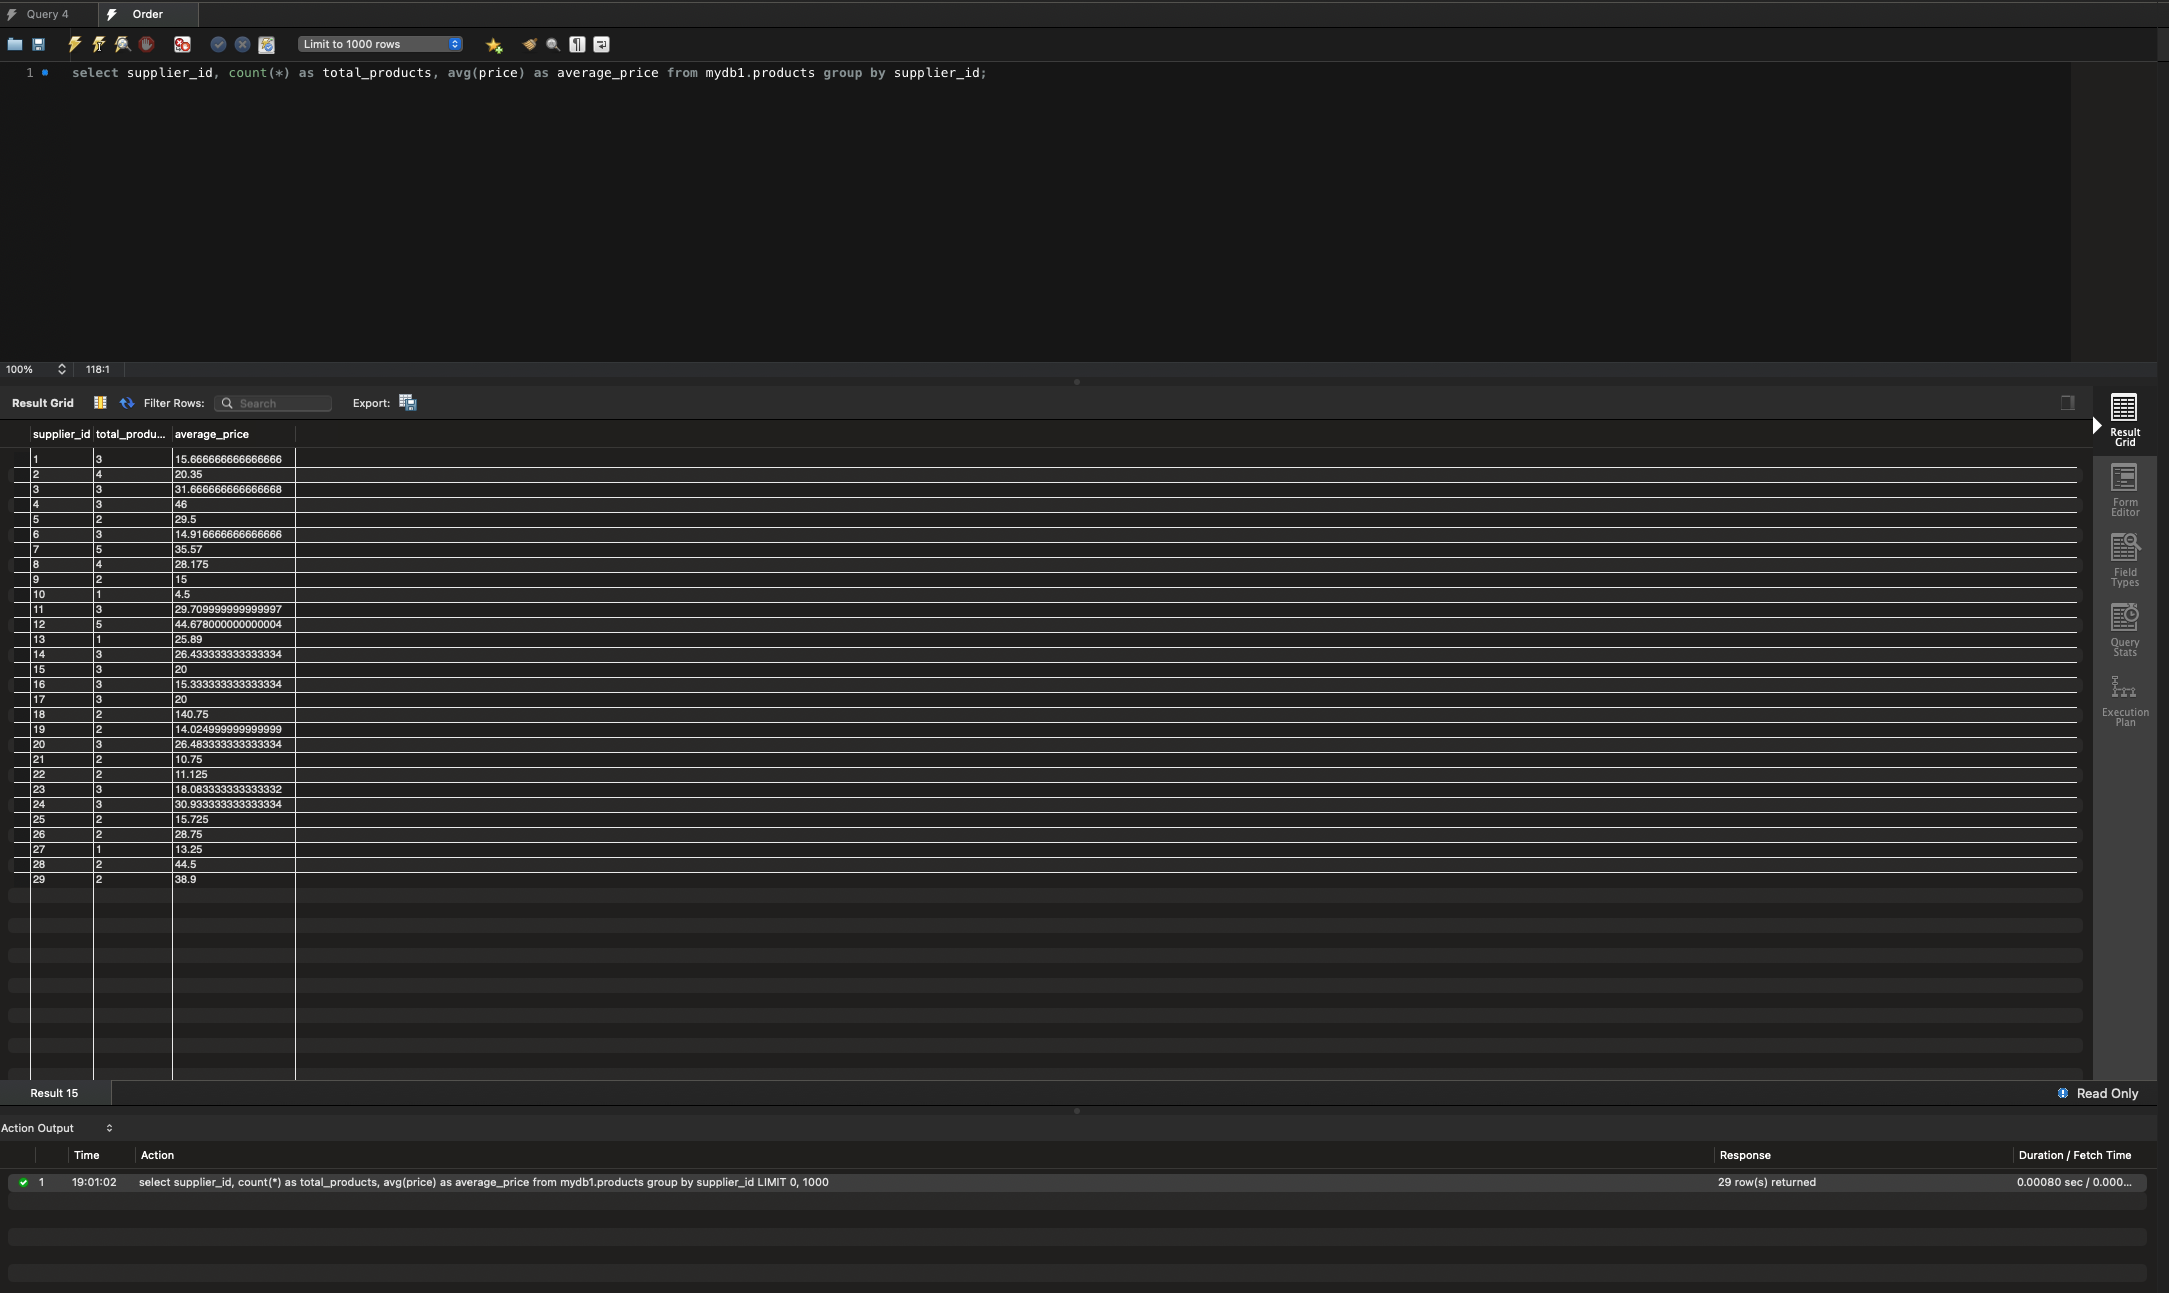 Query 4 Order
Limit to 1000 rows
1 select supplier_id, count(*) as total_products, avg(price) as average_price from mydb1.products group by supplier_id;
100% 118:1
Result Grid Filter Rows: Search Export:
supplier_id total_produ... average_price
1 3 15.666666666666666
2 4 20.35
3 3 31.666666666666668
4 3 46
5 2 29.5
6 3 14.916666666666666
7 5 35.57
8 4 28.175
9 2 15
10 1 4.5
11 3 29.709999999999997
12 5 44.678000000000004
13 1 25.89
14 3 26.433333333333334
15 3 20
16 3 15.333333333333334
17 3 20
18 2 140.75
19 2 14.024999999999999
20 3 26.483333333333334
21 2 10.75
22 2 11.125
23 3 18.083333333333332
24 3 30.933333333333334
25 2 15.725
26 2 28.75
27 1 13.25
28 2 44.5
29 2 38.9
Result
Grid
Form
Editor
Field
Types
Query
Stats
Execution
Plan
Result 15 Read Only
Action Output
Time Action Response Duration / Fetch Time
1 19:01:02 select supplier_id, count(*) as total_products, avg(price) as average_price from mydb1.products group by supplier_id LIMIT 0, 1000 29 row(s) returned 0.00080 sec / 0.000...